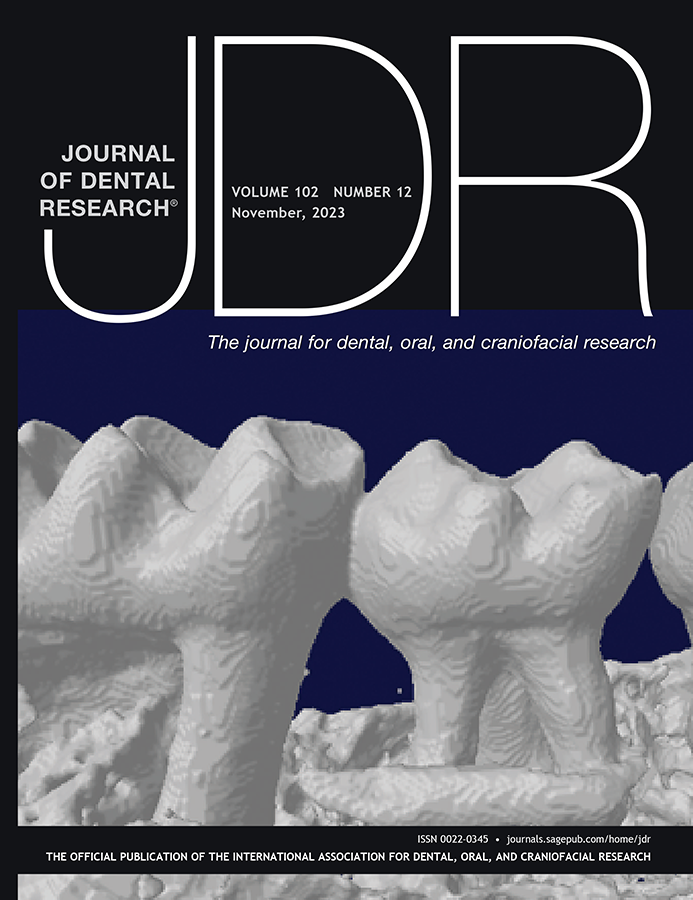 JDR
JOURNAL
OF DENTAL
RESEARCH®
VOLUME 102 NUMBER 12
November, 2023
The journal for dental, oral, and craniofacial research
ISSN 0022-0345 • journals.sagepub.com/home/jdr
THE OFFICIAL PUBLICATION OF THE INTERNATIONAL ASSOCIATION FOR DENTAL, ORAL, AND CRANIOFACIAL RESEARCH